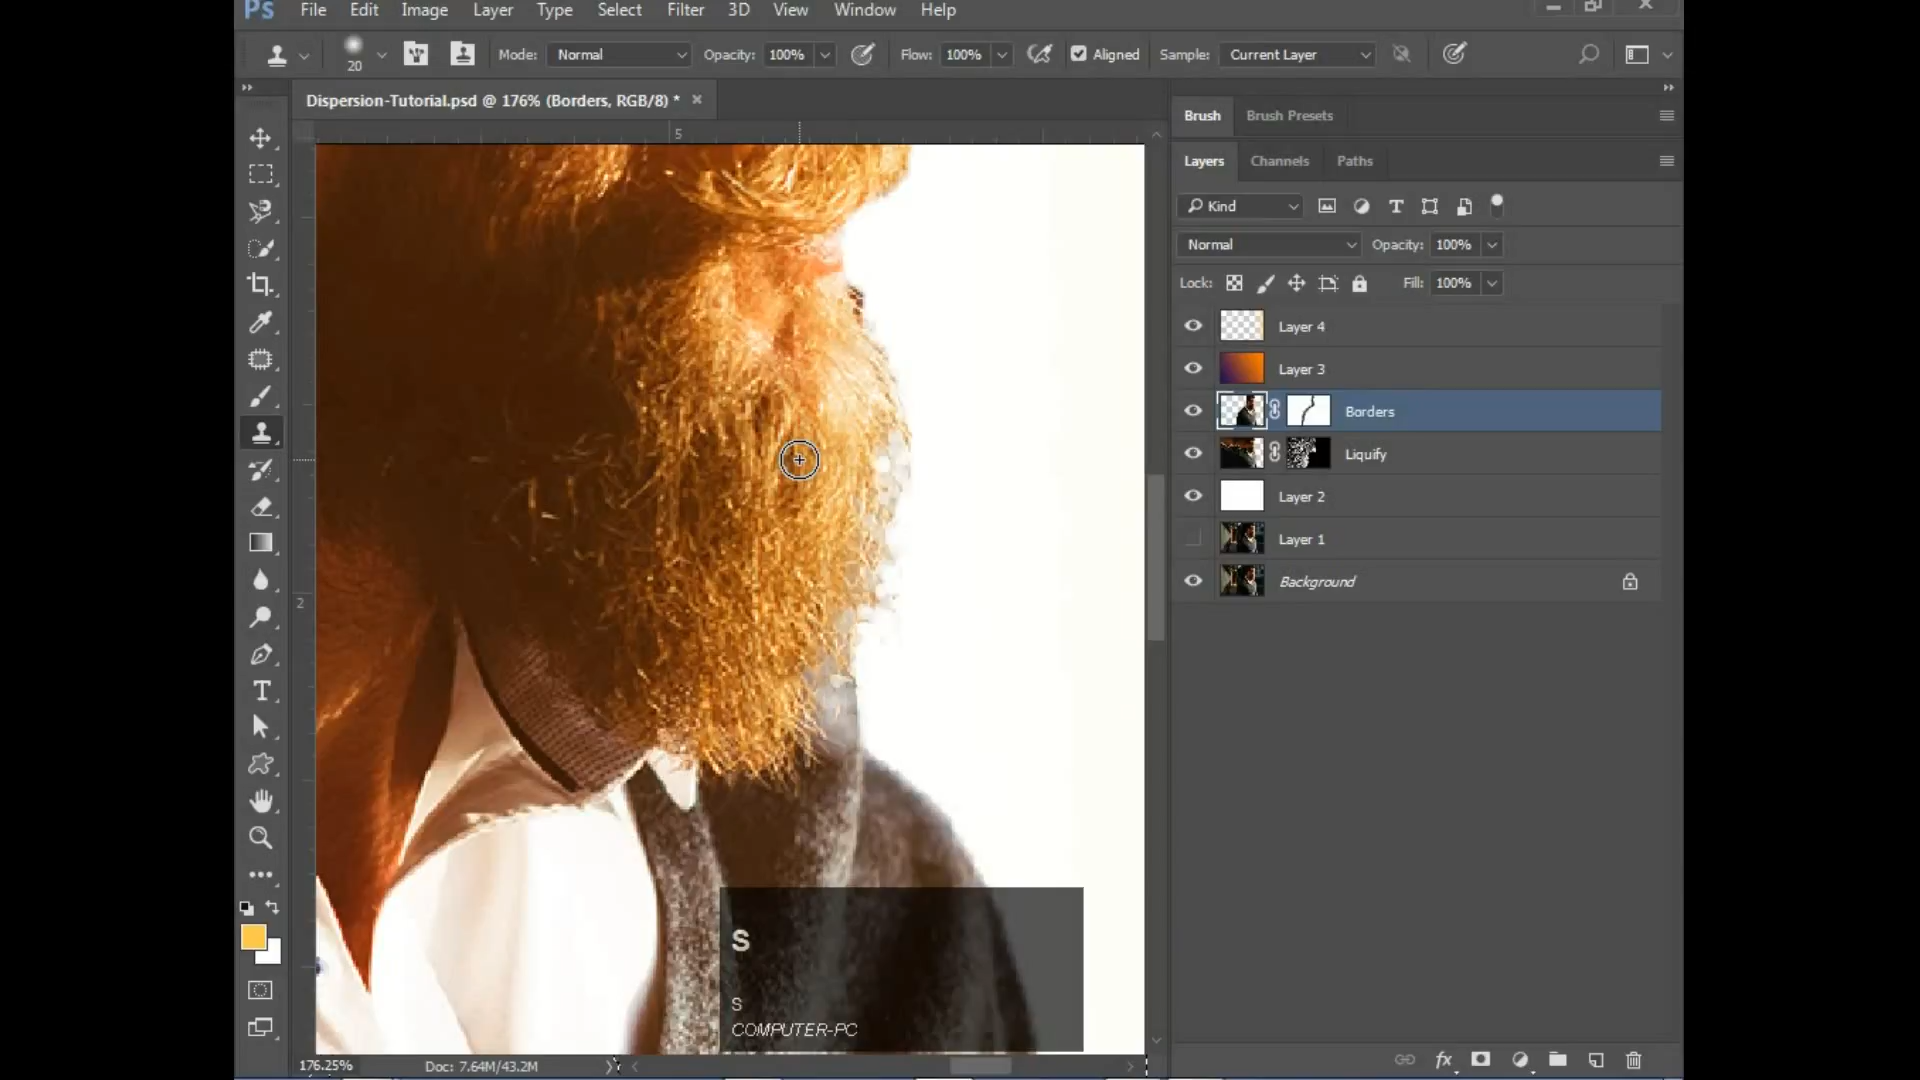 Ps File Edit Image Layer Type Select Filter 3D View Window Help
20 Mode: Normal Opacity: 100% Flow: 100% Aligned Sample: Current Layer
Dispersion-Tutorial.psd @ 176% (Borders, RGB/8) *
Brush Brush Presets
5
Layers Channels Paths
Kind
Normal Opacity: 100%
Lock: Fill: 100%
Layer 4
Layer 3
Borders
Liquify
Layer 2
Layer 1
Background
2
S
S
COMPUTER-PC
176.25% Doc: 7.64M/43.2M
fx